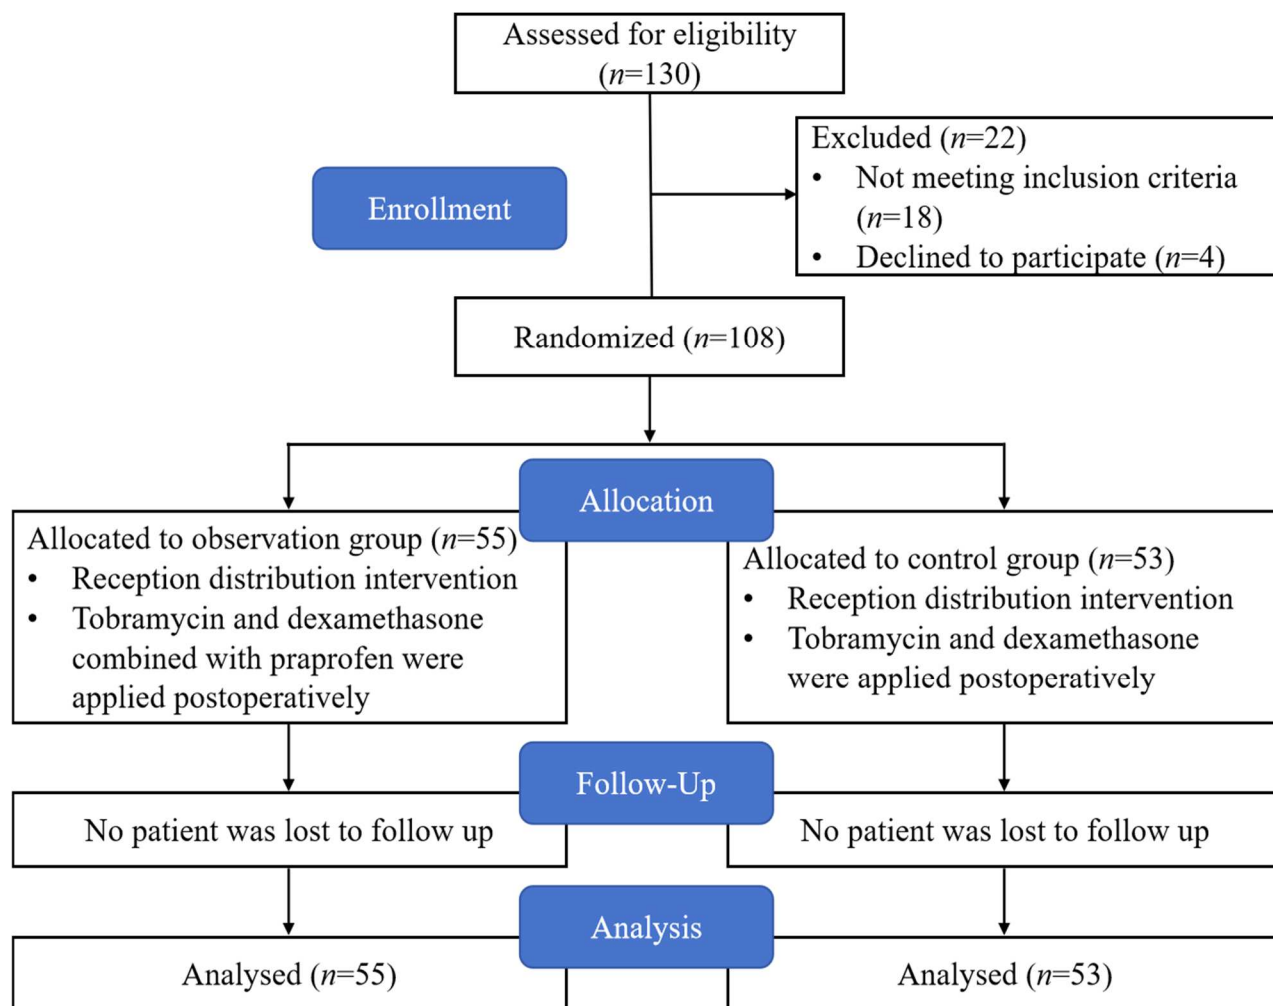 Assessed for eligibility
(n=130)
Excluded (n=22)
• Not meeting inclusion criteria
(n=18)
• Declined to participate (n=4)
Enrollment
Randomized (n=108)
Allocation
Allocated to observation group (n=55)
• Reception distribution intervention
• Tobramycin and dexamethasone
combined with praprofen were
applied postoperatively
Allocated to control group (n=53)
• Reception distribution intervention
• Tobramycin and dexamethasone
were applied postoperatively
Follow-Up
No patient was lost to follow up
No patient was lost to follow up
Analysis
Analysed (n=55)
Analysed (n=53)